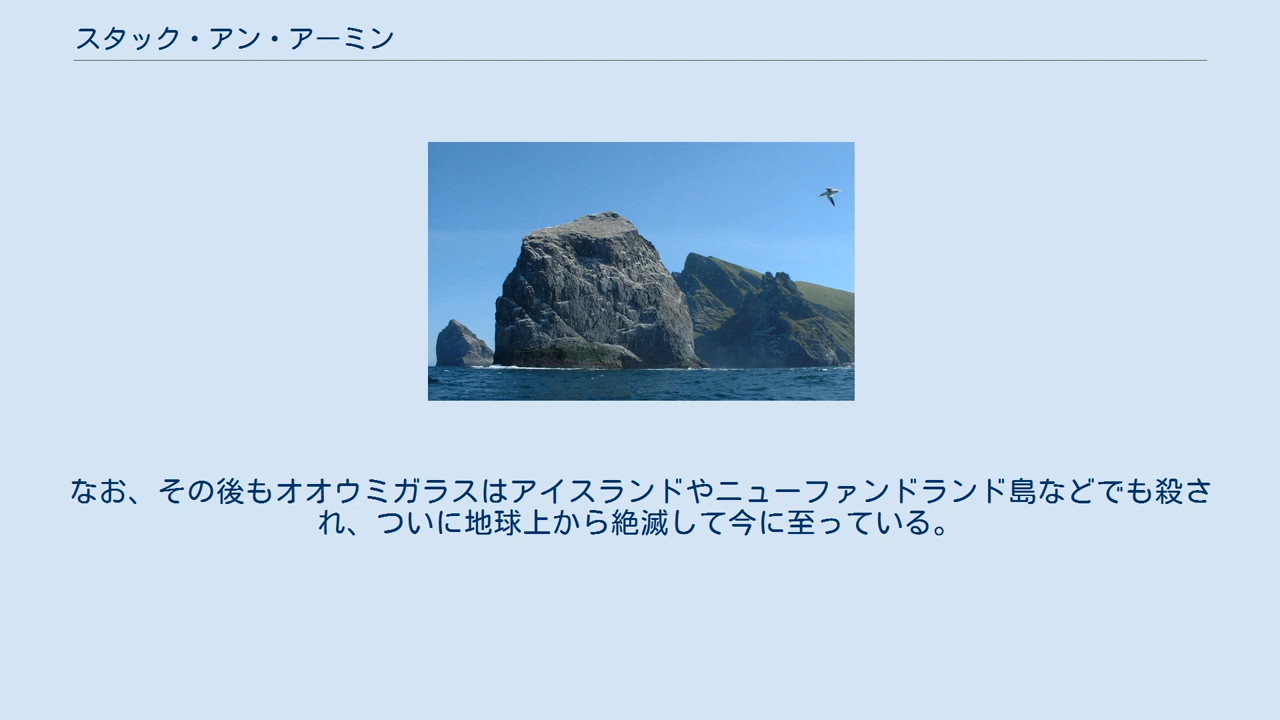 スタック・アン・アーミン
なお、その後もオオウミガラスはアイスランドやニューファンドランド島などでも殺さ
れ、ついに地球上から絶滅して今に至っている。